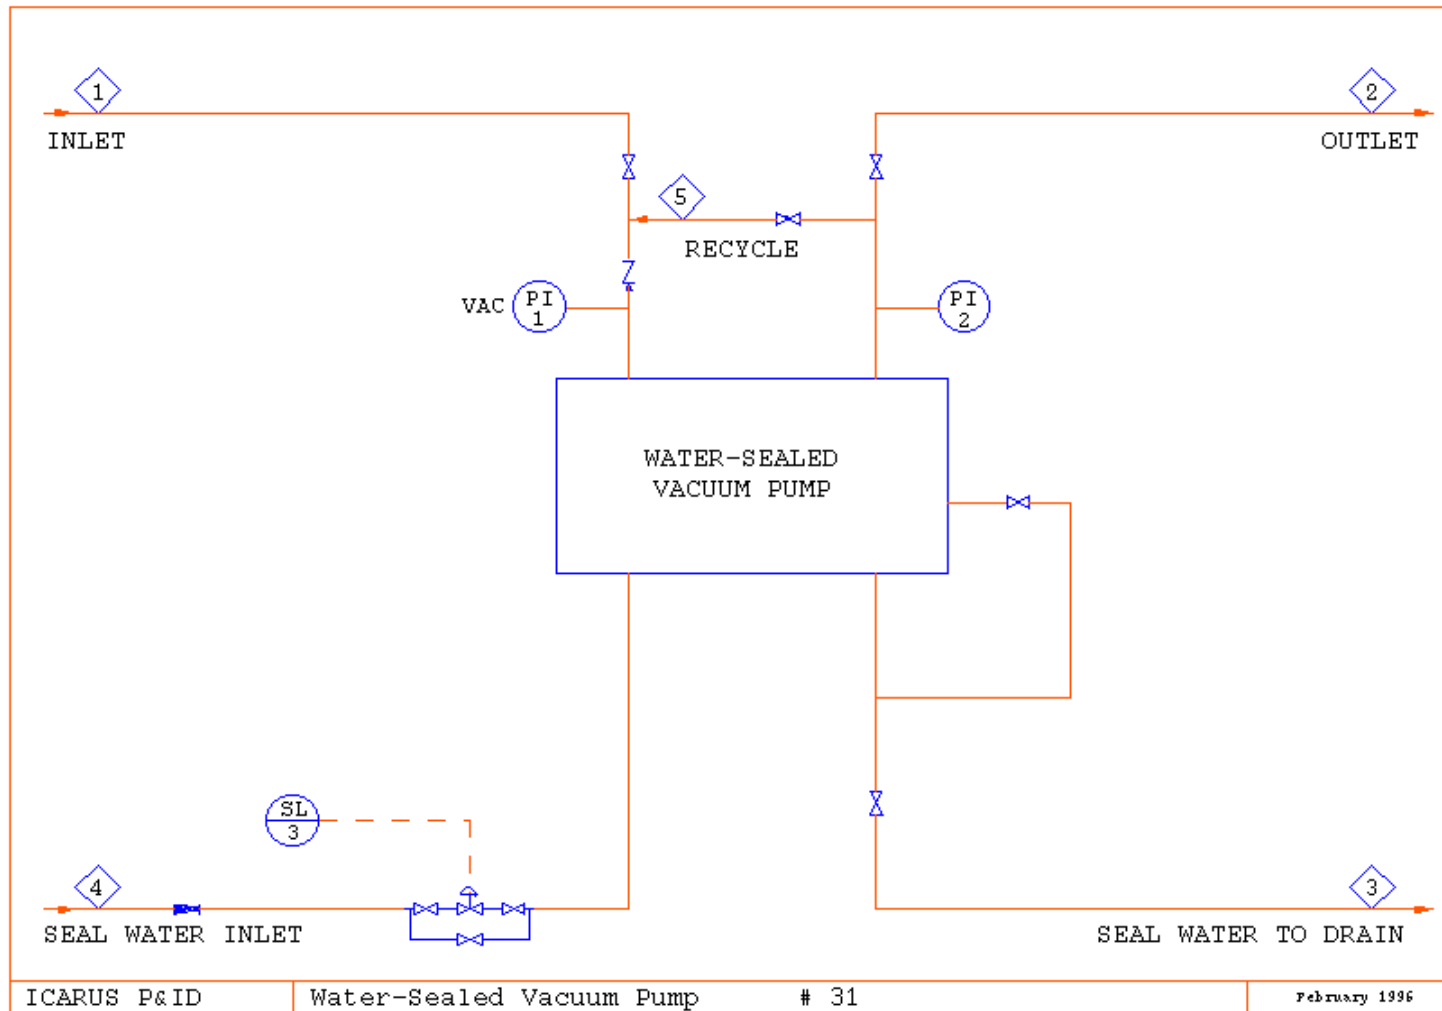 1
2
INLET
OUTLET
5
RECYCLE
VAC
PI
1
PI
2
WATER-SEALED
VACUUM PUMP
SL
3
4
3
SEAL WATER INLET
SEAL WATER TO DRAIN
ICARUS P&ID
Water-Sealed Vacuum Pump # 31
February 1996